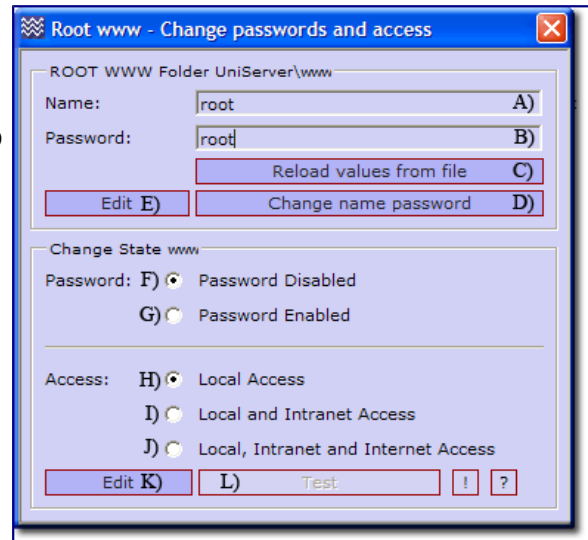 Root www - Change passwords and access
ROOT WWW Folder UniServer\www
Name: root A)
Password: root B)
Reload values from file C)
Edit E) Change name password D)
Change State www
Password: F) Password Disabled
G) Password Enabled
Access: H) Local Access
I) Local and Intranet Access
J) Local, Intranet and Internet Access
Edit K) L) Test ! ?